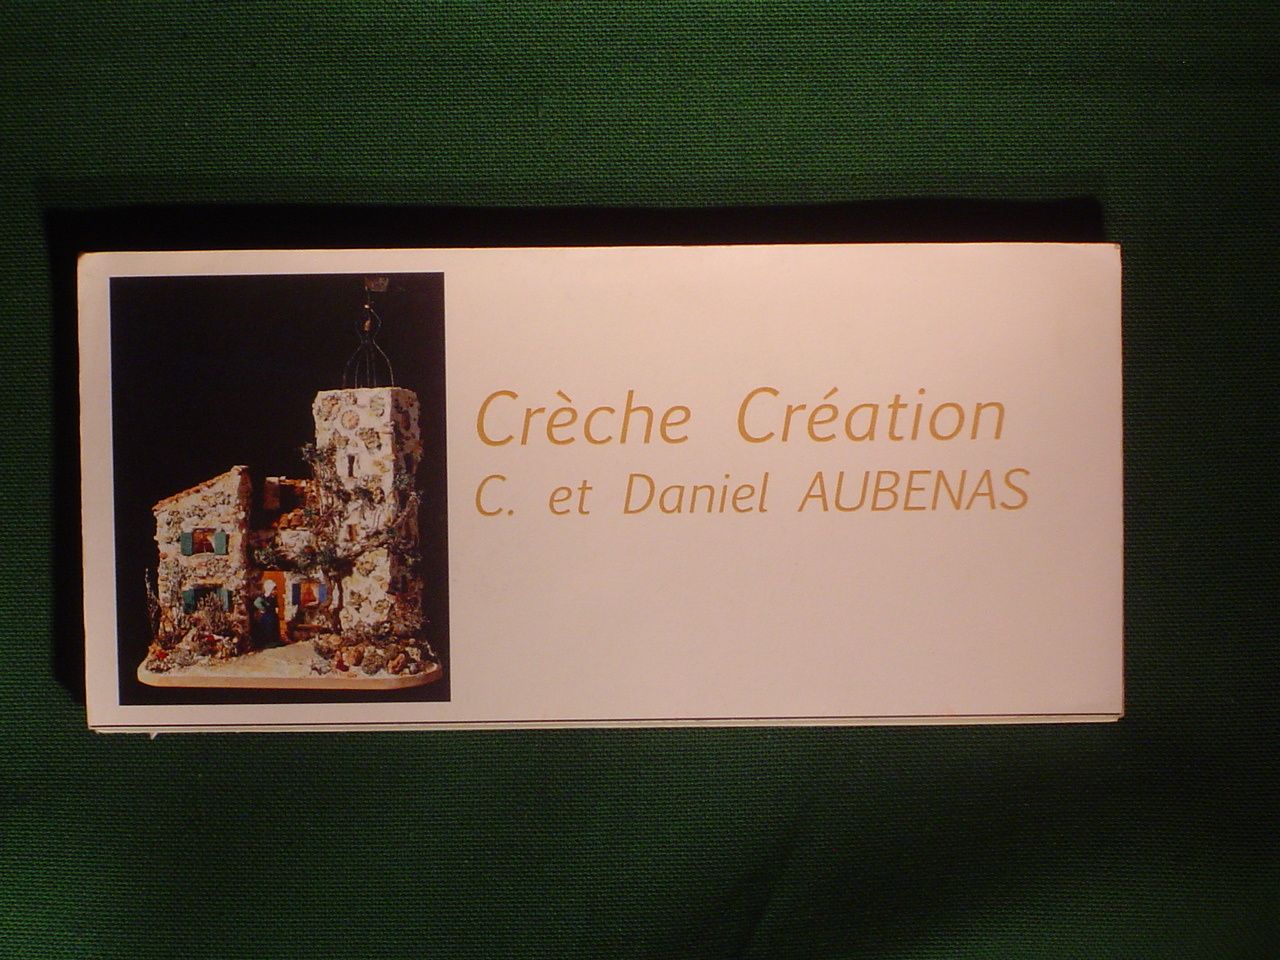 Crèche Création
C. et Daniel AUBENAS